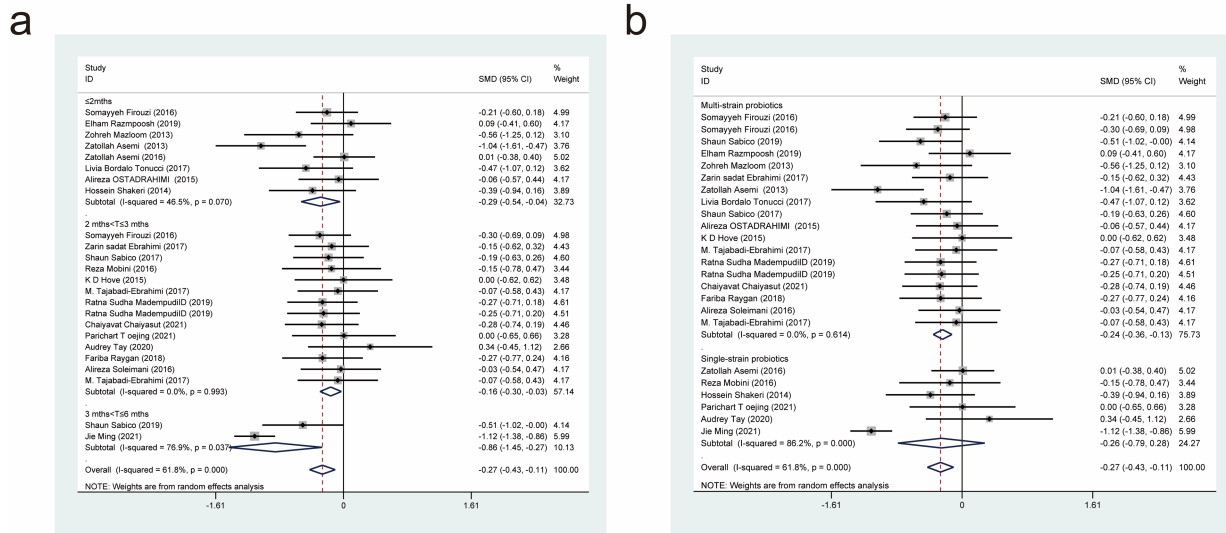 a
Study %
ID SMD (95% CI) Weight
≤2mths
Somayyeh Firouzi (2016) -0.21 (-0.60, 0.18) 4.99
Elham Razmpoosh (2019) 0.09 (-0.41, 0.60) 4.17
Zohreh Mazloom (2013) -0.56 (-1.25, 0.12) 3.10
Zatollah Asemi (2013) -1.04 (-1.61, -0.47) 3.76
Zatollah Asemi (2016) 0.01 (-0.38, 0.40) 5.02
Livia Bordalo Tonucci (2017) -0.47 (-1.07, 0.12) 3.62
Alireza OSTADRAHIMI (2015) -0.06 (-0.57, 0.44) 4.17
Hossein Shakeri (2014) -0.39 (-0.94, 0.16) 3.89
Subtotal (I-squared = 46.5%, p = 0.070) -0.29 (-0.54, -0.04) 32.73
.
2 mths<T≤3 mths
Somayyeh Firouzi (2016) -0.30 (-0.69, 0.09) 4.98
Zarin sadat Ebrahimi (2017) -0.15 (-0.62, 0.32) 4.43
Shaun Sabico (2017) -0.19 (-0.63, 0.26) 4.60
Reza Mobini (2016) -0.15 (-0.78, 0.47) 3.44
K D Hove (2015) 0.00 (-0.62, 0.62) 3.48
M. Tajabadi-Ebrahimi (2017) -0.07 (-0.58, 0.43) 4.17
Ratna Sudha MadempudiID (2019) -0.27 (-0.71, 0.18) 4.61
Ratna Sudha MadempudiID (2019) -0.25 (-0.71, 0.20) 4.51
Chaiyavat Chaiyasut (2021) -0.28 (-0.74, 0.19) 4.46
Parichart T oejing (2021) 0.00 (-0.65, 0.66) 3.28
Audrey Tay (2020) 0.34 (-0.45, 1.12) 2.66
Fariba Raygan (2018) -0.27 (-0.77, 0.24) 4.16
Alireza Soleimani (2016) -0.03 (-0.54, 0.47) 4.17
M. Tajabadi-Ebrahimi (2017) -0.07 (-0.58, 0.43) 4.17
Subtotal (I-squared = 0.0%, p = 0.993) -0.16 (-0.30, -0.03) 57.14
.
3 mths<T≤6 mths
Shaun Sabico (2019) -0.51 (-1.02, -0.00) 4.14
Jie Ming (2021) -1.12 (-1.38, -0.86) 5.99
Subtotal (I-squared = 76.9%, p = 0.037) -0.86 (-1.45, -0.27) 10.13
.
Overall (I-squared = 61.8%, p = 0.000) -0.27 (-0.43, -0.11) 100.00
NOTE: Weights are from random effects analysis
-1.61 0 1.61
b
Study %
ID SMD (95% CI) Weight
Multi-strain probiotics
Somayyeh Firouzi (2016) -0.21 (-0.60, 0.18) 4.99
Somayyeh Firouzi (2016) -0.30 (-0.69, 0.09) 4.98
Shaun Sabico (2019) -0.51 (-1.02, -0.00) 4.14
Elham Razmpoosh (2019) 0.09 (-0.41, 0.60) 4.17
Zohreh Mazloom (2013) -0.56 (-1.25, 0.12) 3.10
Zarin sadat Ebrahimi (2017) -0.15 (-0.62, 0.32) 4.43
Zatollah Asemi (2013) -1.04 (-1.61, -0.47) 3.76
Livia Bordalo Tonucci (2017) -0.47 (-1.07, 0.12) 3.62
Shaun Sabico (2017) -0.19 (-0.63, 0.26) 4.60
Alireza OSTADRAHIMI (2015) -0.06 (-0.57, 0.44) 4.17
K D Hove (2015) 0.00 (-0.62, 0.62) 3.48
M. Tajabadi-Ebrahimi (2017) -0.07 (-0.58, 0.43) 4.17
Ratna Sudha MadempudiID (2019) -0.27 (-0.71, 0.18) 4.61
Ratna Sudha MadempudiID (2019) -0.25 (-0.71, 0.20) 4.51
Chaiyavat Chaiyasut (2021) -0.28 (-0.74, 0.19) 4.46
Fariba Raygan (2018) -0.27 (-0.77, 0.24) 4.16
Alireza Soleimani (2016) -0.03 (-0.54, 0.47) 4.17
M. Tajabadi-Ebrahimi (2017) -0.07 (-0.58, 0.43) 4.17
Subtotal (I-squared = 0.0%, p = 0.614) -0.24 (-0.36, -0.13) 75.73
.
Single-strain probiotics
Zatollah Asemi (2016) 0.01 (-0.38, 0.40) 5.02
Reza Mobini (2016) -0.15 (-0.78, 0.47) 3.44
Hossein Shakeri (2014) -0.39 (-0.94, 0.16) 3.89
Parichart T oejing (2021) 0.00 (-0.65, 0.66) 3.28
Audrey Tay (2020) 0.34 (-0.45, 1.12) 2.66
Jie Ming (2021) -1.12 (-1.38, -0.86) 5.99
Subtotal (I-squared = 86.2%, p = 0.000) -0.26 (-0.79, 0.28) 24.27
.
Overall (I-squared = 61.8%, p = 0.000) -0.27 (-0.43, -0.11) 100.00
NOTE: Weights are from random effects analysis
-1.61 0 1.61